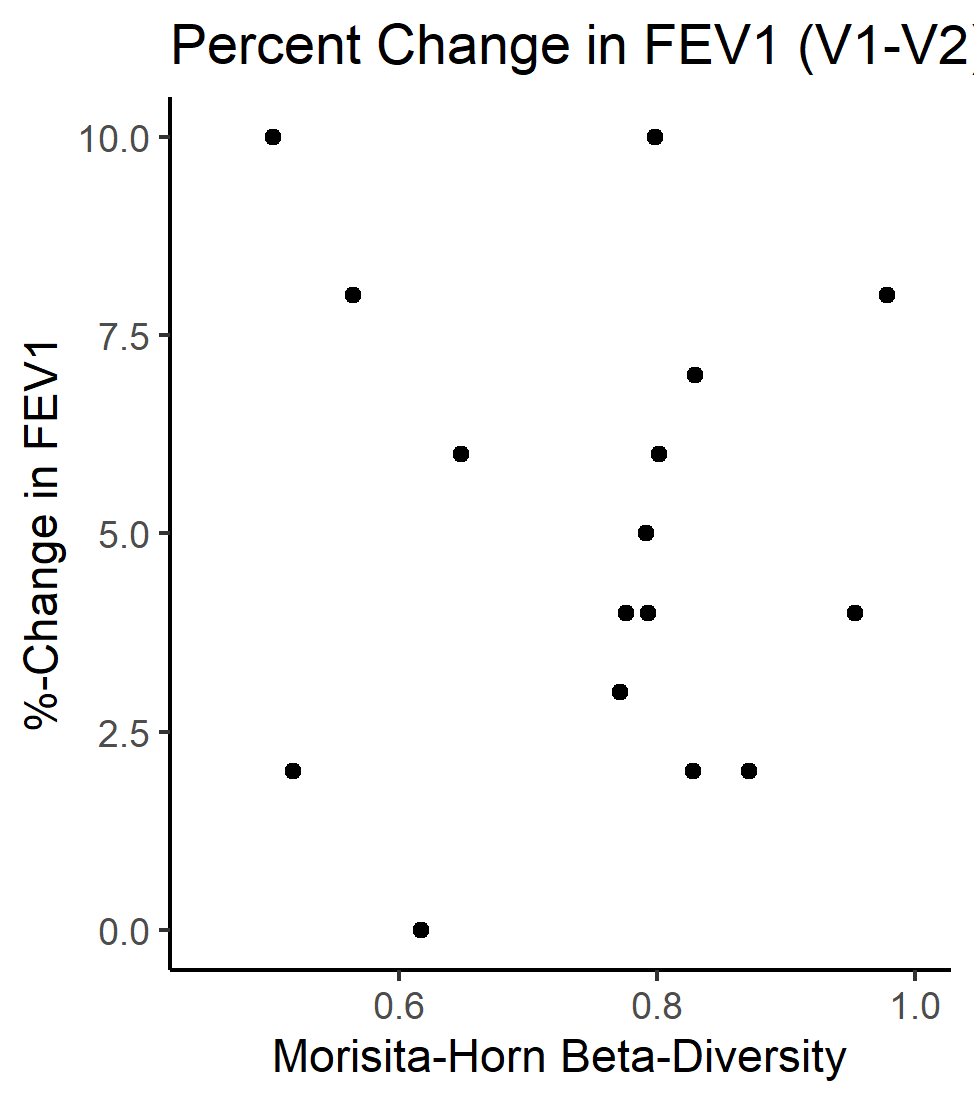 Percent Change in FEV1 (V1-V2)
%-Change in FEV1
10.0
7.5
5.0
2.5
0.0
0.6 0.8 1.0
Morisita-Horn Beta-Diversity